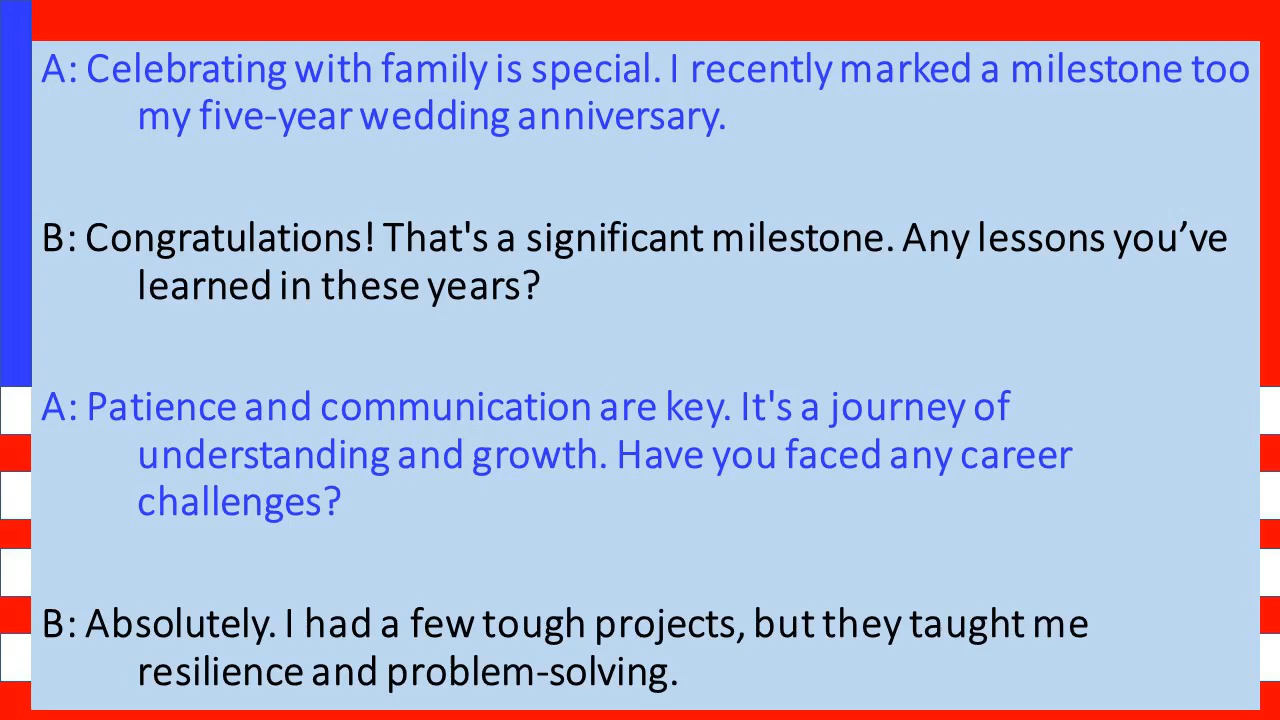 A: Celebrating with family is special. I recently marked a milestone too
my five-year wedding anniversary.
B: Congratulations! That's a significant milestone. Any lessons you’ve
learned in these years?
A: Patience and communication are key. It's a journey of
understanding and growth. Have you faced any career
challenges?
B: Absolutely. I had a few tough projects, but they taught me
resilience and problem-solving.